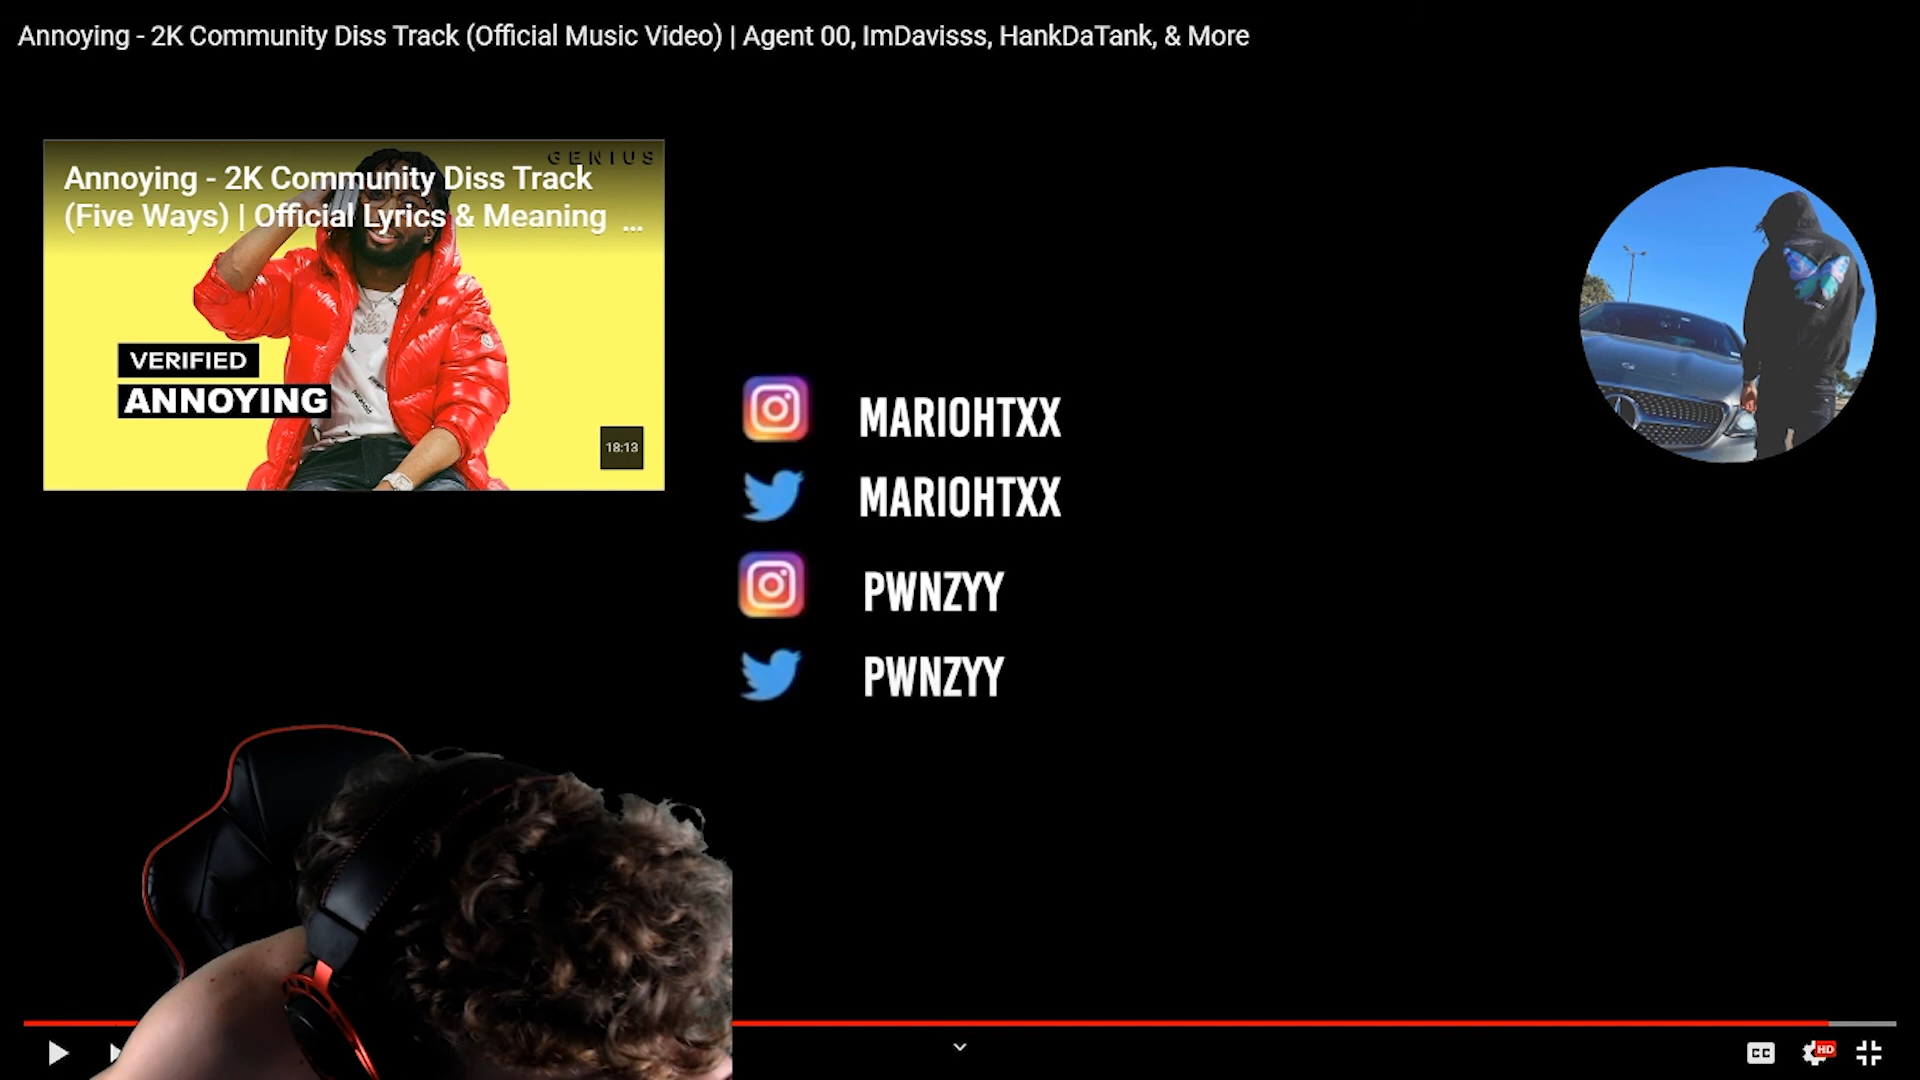 Annoying - 2K Community Diss Track (Official Music Video) | Agent 00, ImDavisss, HankDaTank, & More
GENIUS
Annoying - 2K Community Diss Track
(Five Ways) | Official Lyrics & Meaning ...
VERIFIED
ANNOYING
18:13
MARIOHTXX
MARIOHTXX
PWNZYY
PWNZYY
CC
HD